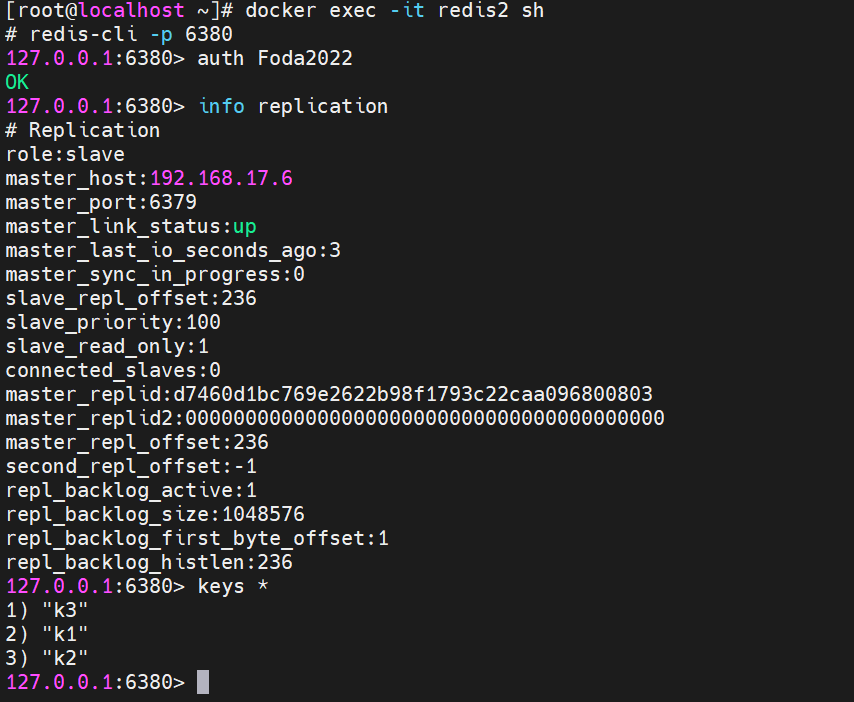 [root@localhost ~]# docker exec -it redis2 sh
# redis-cli -p 6380
127.0.0.1:6380> auth Foda2022
OK
127.0.0.1:6380> info replication
# Replication
role:slave
master_host:192.168.17.6
master_port:6379
master_link_status:up
master_last_io_seconds_ago:3
master_sync_in_progress:0
slave_repl_offset:236
slave_priority:100
slave_read_only:1
connected_slaves:0
master_replid:d7460d1bc769e2622b98f1793c22caa096800803
master_replid2:0000000000000000000000000000000000000000
master_repl_offset:236
second_repl_offset:-1
repl_backlog_active:1
repl_backlog_size:1048576
repl_backlog_first_byte_offset:1
repl_backlog_histlen:236
127.0.0.1:6380> keys *
1) "k3"
2) "k1"
3) "k2"
127.0.0.1:6380>